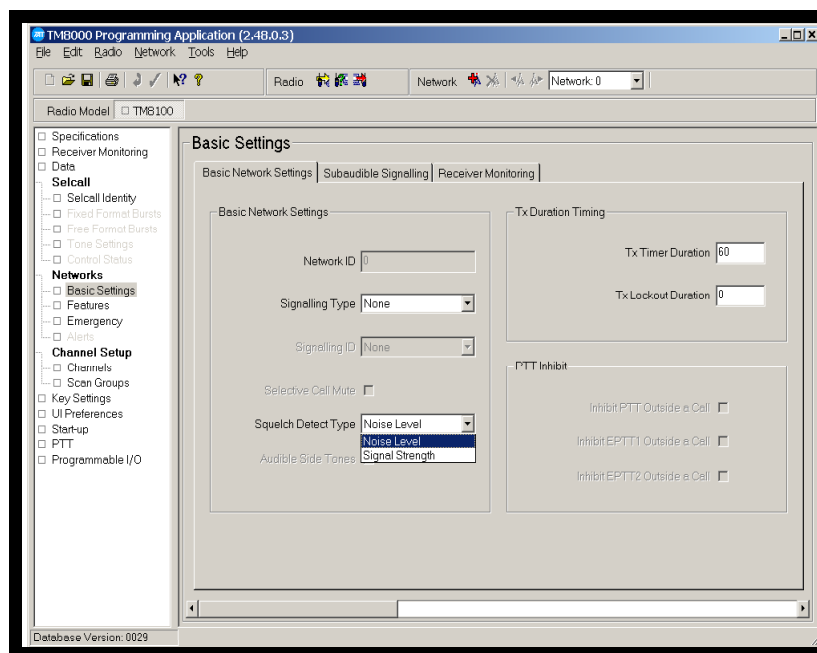 TM8000 Programming Application (2.48.0.3)
File Edit Radio Network Tools Help
Radio
Network
Network: 0
Radio Model
TM8100
Specifications
Receiver Monitoring
Data
Selcall
Selcall Identity
Fixed Format Bursts
Free Format Bursts
Tone Settings
Control Status
Networks
Basic Settings
Features
Emergency
Alerts
Channel Setup
Channels
Scan Groups
Key Settings
UI Preferences
Start-up
PTT
Programmable I/O
Basic Settings
Basic Network Settings
Subaudible Signalling
Receiver Monitoring
Basic Network Settings
Network ID 0
Signalling Type None
Signalling ID None
Selective Call Mute
Squelch Detect Type Noise Level
Noise Level
Signal Strength
Audible Side Tones
Tx Duration Timing
Tx Timer Duration 60
Tx Lockout Duration 0
PTT Inhibit
Inhibit PTT Outside a Call
Inhibit EPTT1 Outside a Call
Inhibit EPTT2 Outside a Call
Database Version: 0029